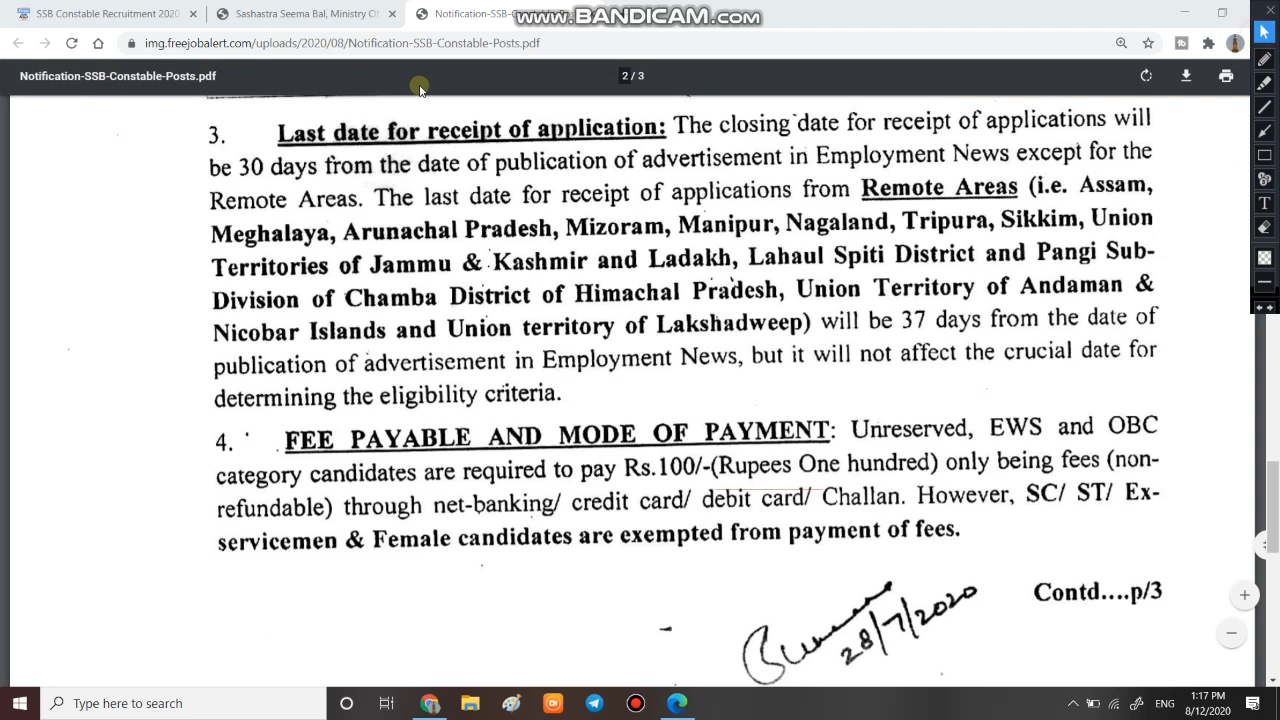 SSB Constable Recruitment 2020
Sashastra Seema Bal, Ministry Of
Notification-SSB-
www.BANDICAM.com
img.freejobalert.com/uploads/2020/08/Notification-SSB-Constable-Posts.pdf
Notification-SSB-Constable-Posts.pdf
2 / 3
3. Last date for receipt of application: The closing date for receipt of applications will
be 30 days from the date of publication of advertisement in Employment News except for the
Remote Areas. The last date for receipt of applications from Remote Areas (i.e. Assam,
Meghalaya, Arunachal Pradesh, Mizoram, Manipur, Nagaland, Tripura, Sikkim, Union
Territories of Jammu & Kashmir and Ladakh, Lahaul Spiti District and Pangi Sub-
Division of Chamba District of Himachal Pradesh, Union Territory of Andaman &
Nicobar Islands and Union territory of Lakshadweep) will be 37 days from the date of
publication of advertisement in Employment News, but it will not affect the crucial date for
determining the eligibility criteria.
4. FEE PAYABLE AND MODE OF PAYMENT: Unreserved, EWS and OBC
category candidates are required to pay Rs.100/-(Rupees One hundred) only being fees (non-
refundable) through net-banking/ credit card/ debit card/ Challan. However, SC/ ST/ Ex-
servicemen & Female candidates are exempted from payment of fees.
Contd....p/3
28/7/2020
Type here to search
ENG
1:17 PM
8/12/2020